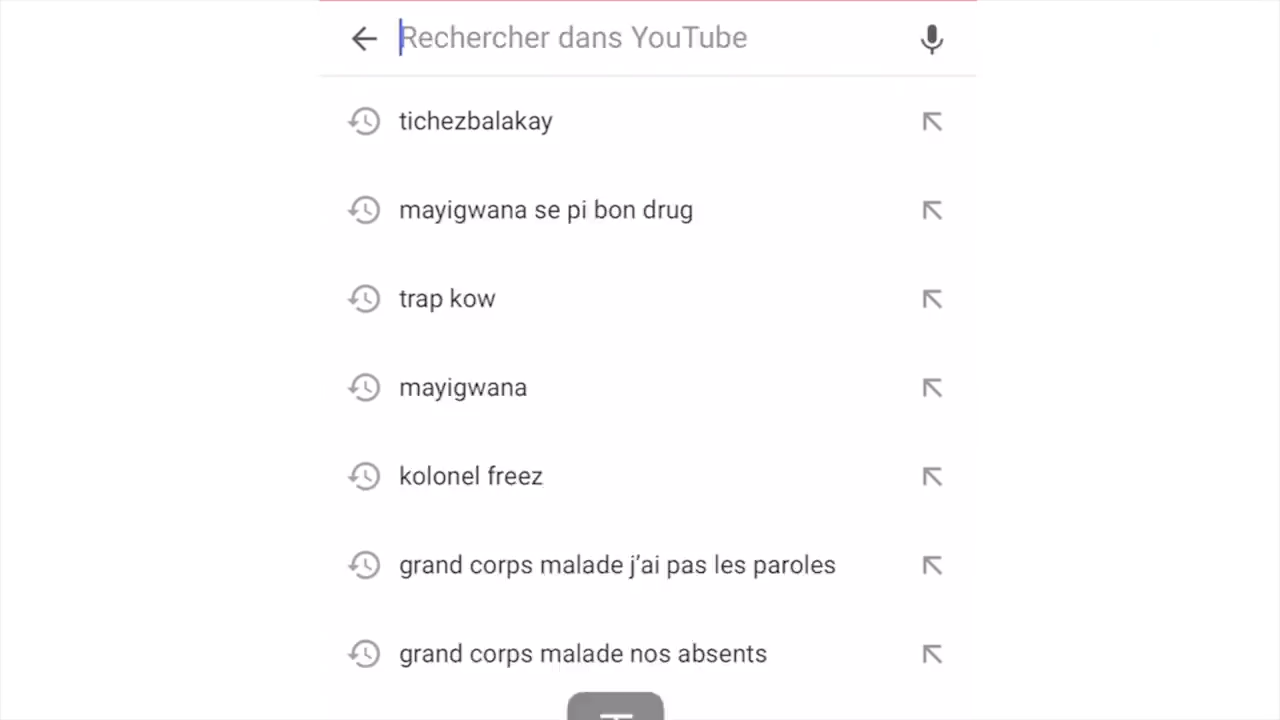 Rechercher dans YouTube
tichezbalakay
mayigwana se pi bon drug
trap kow
mayigwana
kolonel freez
grand corps malade j’ai pas les paroles
grand corps malade nos absents